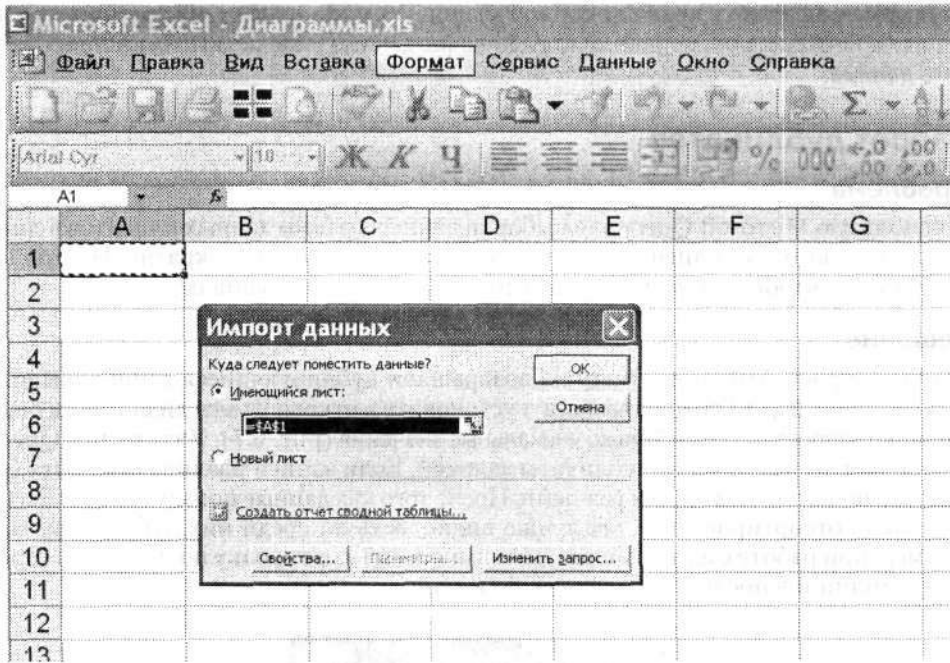 Microsoft Excel - Диаграммы.xls
Файл Правка Вид Вставка Формат Сервис Данные Окно Справка
Arial Cyr 18 Ж К Ч % 000
A1 fx
A B C D E F G
1
2
3
Импорт данных
4
Куда следует поместить данные?
OK
5
Имеющийся лист:
Отмена
6
=$A$1
7
Новый лист
8
9
Создать отчет сводной таблицы...
10
Свойства... Параметры... Изменить запрос...
11
12
13